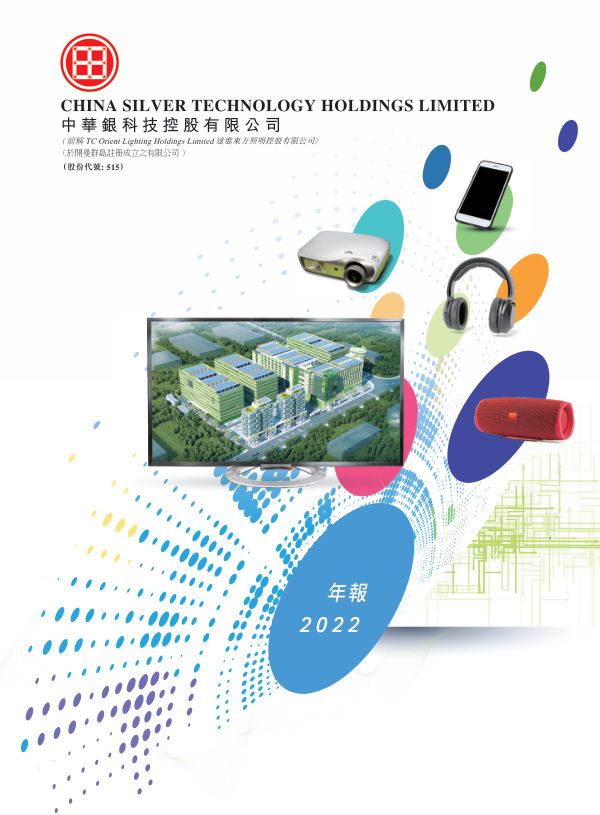 CHINA SILVER TECHNOLOGY HOLDINGS LIMITED
中華銀科技控股有限公司
(前稱 TC Orient Lighting Holdings Limited 達進東方照明控股有限公司)
(於開曼群島註冊成立之有限公司)
(股份代號: 515)
年報
2022